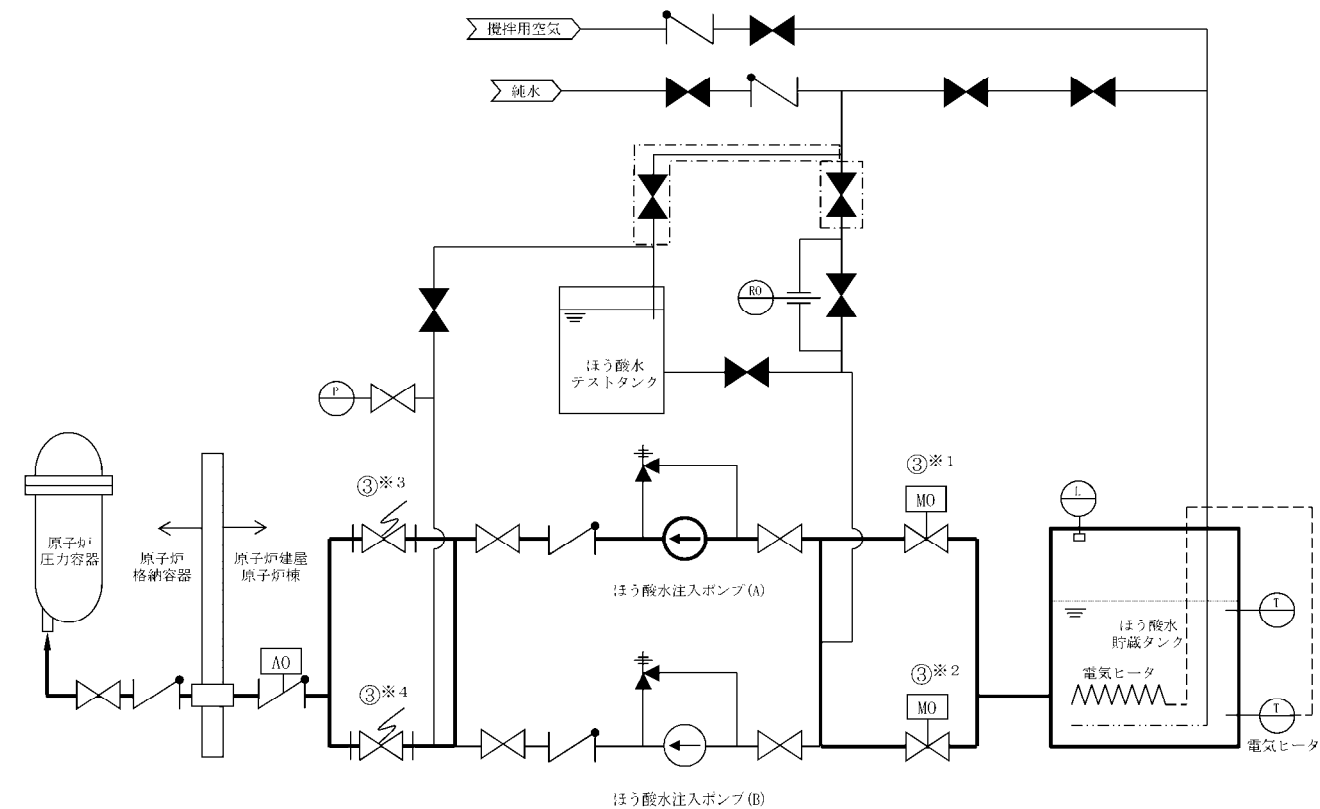 攪拌用空気
純水
RO
ほう酸水
テストタンク
P
③※3
③※1
MO
L
原子炉
圧力容器
原子炉
格納容器
原子炉建屋
原子炉棟
ほう酸水注入ポンプ(A)
T
ほう酸水
貯蔵タンク
AO
③※4
③※2
MO
電気ヒータ
T
電気ヒータ
ほう酸水注入ポンプ(B)